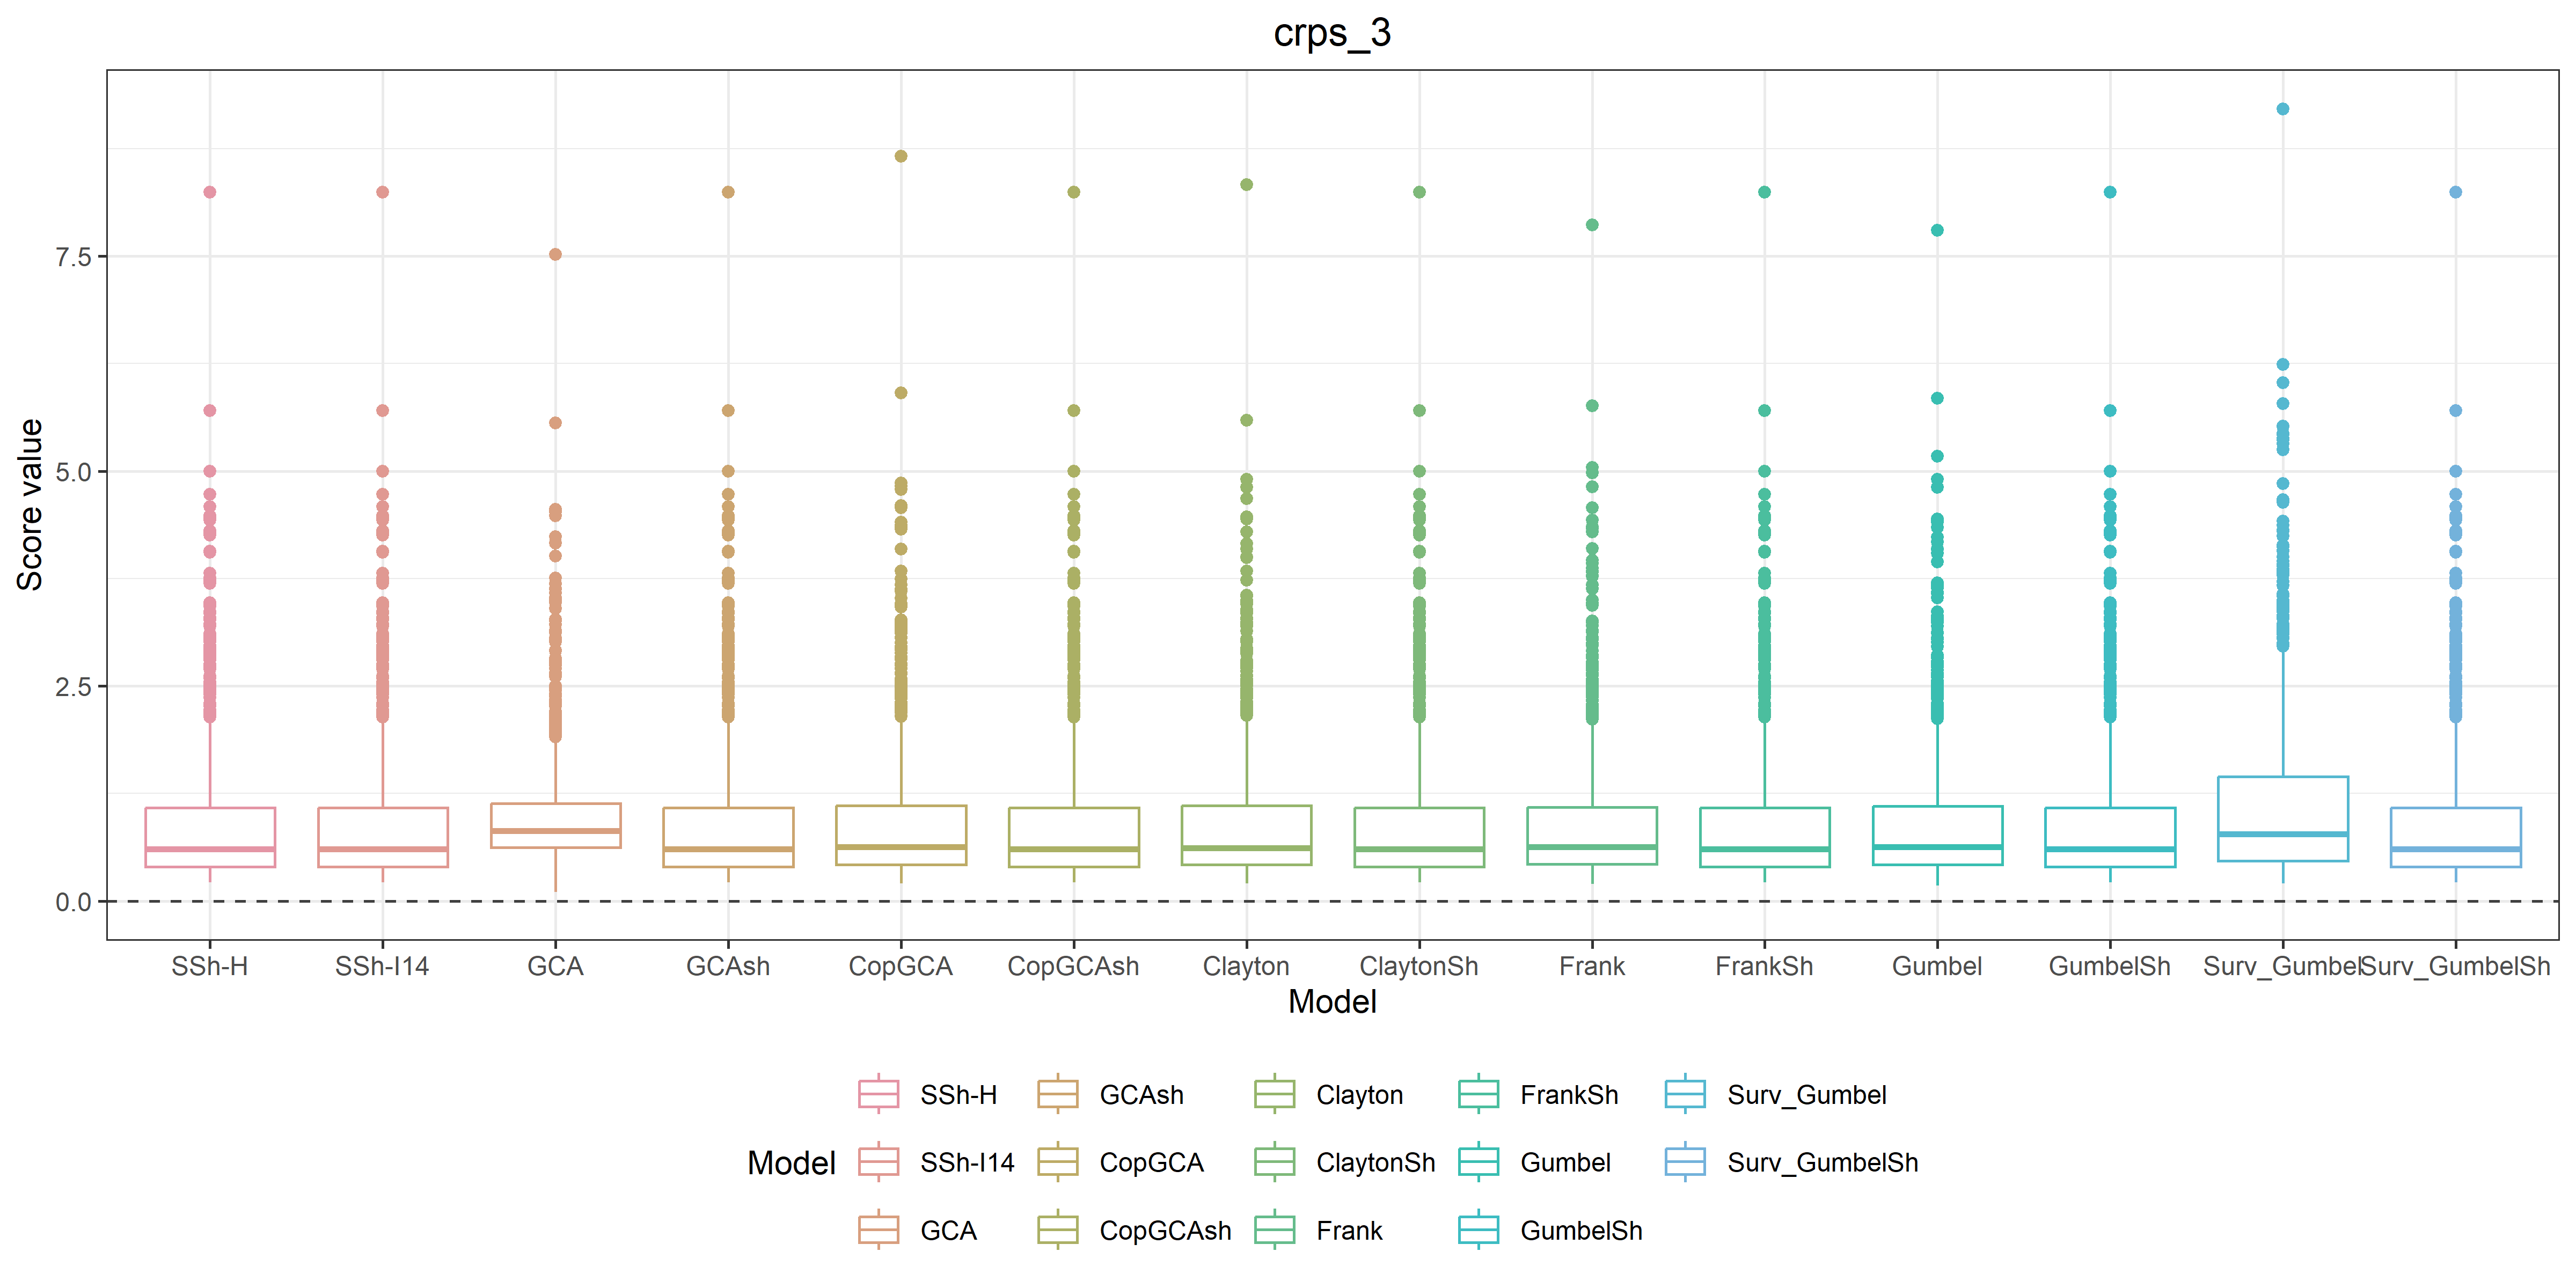 crps_3
Score value
7.5
5.0
2.5
0.0
SSh-H SSh-I14 GCA GCAsh CopGCA CopGCAsh Clayton ClaytonSh Frank FrankSh Gumbel GumbelSh Surv_Gumbel Surv_GumbelSh
Model
SSh-H GCAsh Clayton FrankSh Surv_Gumbel
Model SSh-I14 CopGCA ClaytonSh Gumbel Surv_GumbelSh
GCA CopGCAsh Frank GumbelSh